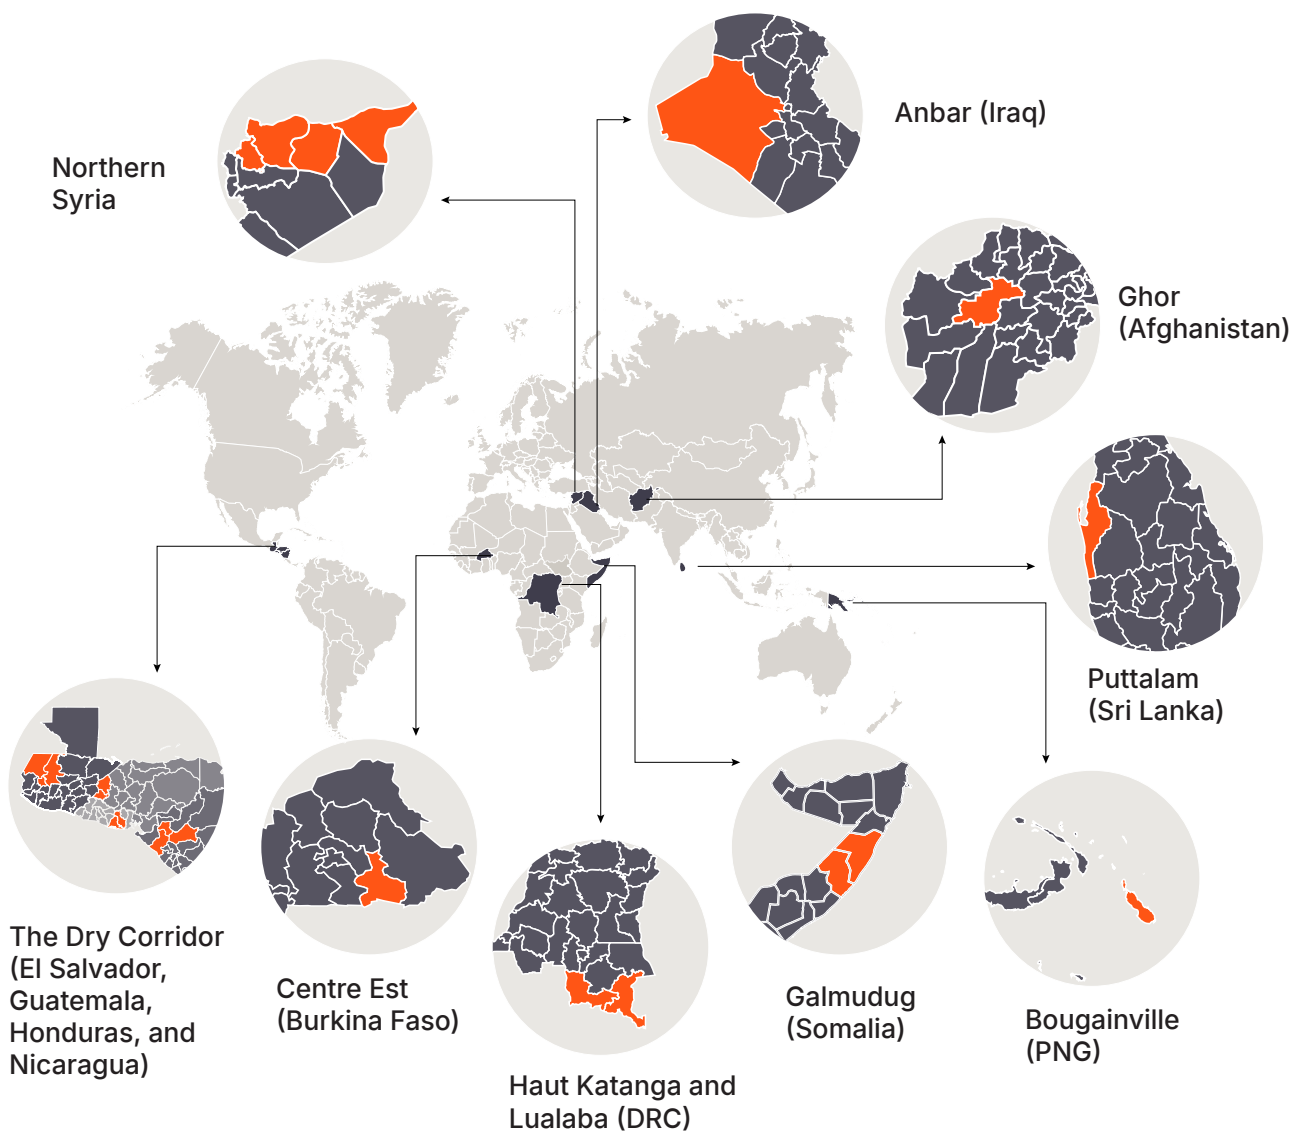 Northern
Syria
Anbar (Iraq)
Ghor
(Afghanistan)
Puttalam
(Sri Lanka)
The Dry Corridor
(El Salvador,
Guatemala,
Honduras, and
Nicaragua)
Centre Est
(Burkina Faso)
Haut Katanga and
Lualaba (DRC)
Galmudug
(Somalia)
Bougainville
(PNG)